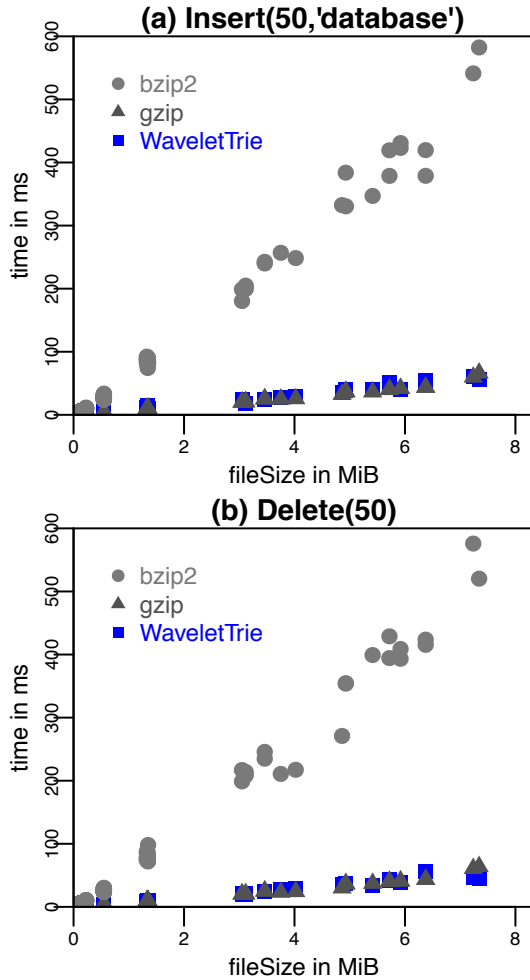 (a) Insert(50,'database')
600
500
400
300
200
100
0
time in ms
bzip2
gzip
WaveletTrie
0 2 4 6 8
fileSize in MiB
(b) Delete(50)
600
500
400
300
200
100
0
time in ms
bzip2
gzip
WaveletTrie
0 2 4 6 8
fileSize in MiB